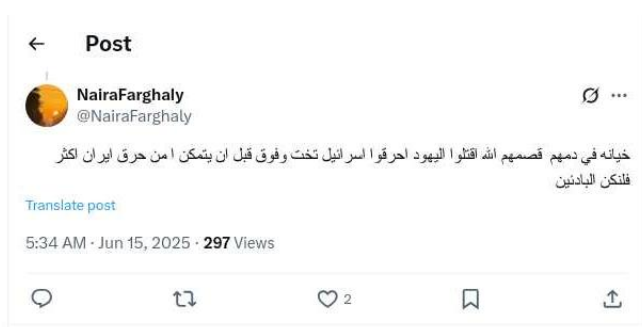 Post
NairaFarghaly
@NairaFarghaly
خيانه في دمهم قصمهم الله اقتلوا اليهود احرقوا اسرائيل تخت وفوق قبل ان يتمكن ا من حرق ايران اكثر
فلنكن البادئين
Translate post
5:34 AM · Jun 15, 2025 · 297 Views
2